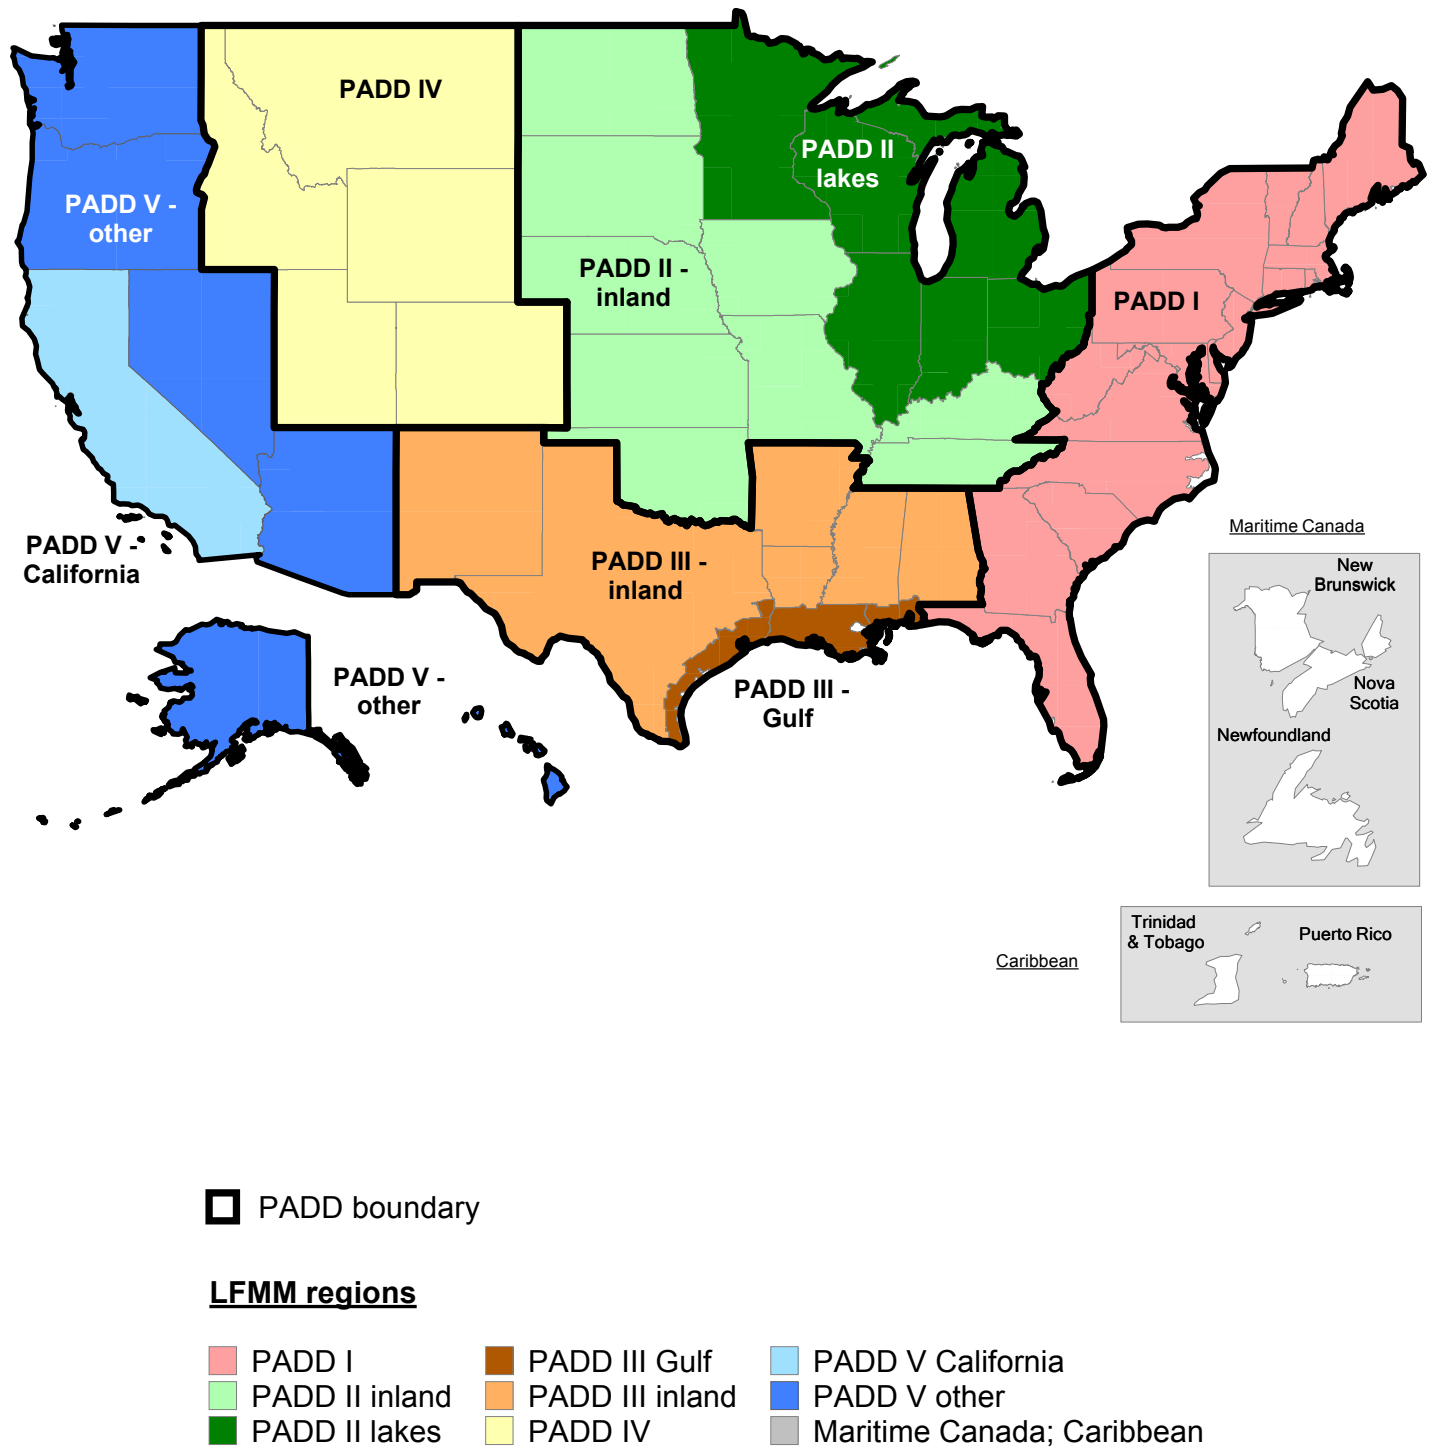 PADD IV
PADD II
lakes
PADD V -
other
PADD II -
inland
PADD I
PADD V -
California
PADD III -
inland
Maritime Canada
New
Brunswick
Nova
Scotia
Newfoundland
PADD V -
other
PADD III -
Gulf
Trinidad
& Tobago
Puerto Rico
Caribbean
PADD boundary
LFMM regions
PADD I
PADD II inland
PADD II lakes
PADD III Gulf
PADD III inland
PADD IV
PADD V California
PADD V other
Maritime Canada; Caribbean